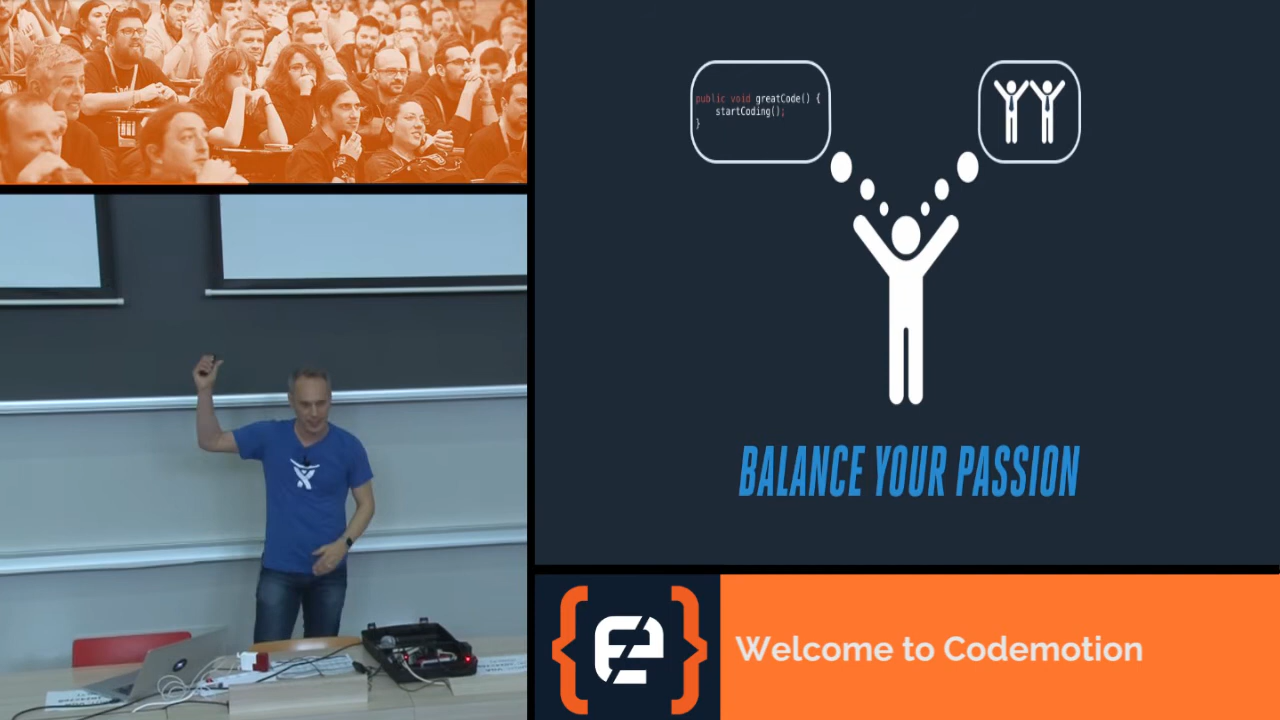 public void greatCode() {
startCoding();
}
BALANCE YOUR PASSION
Welcome to Codemotion